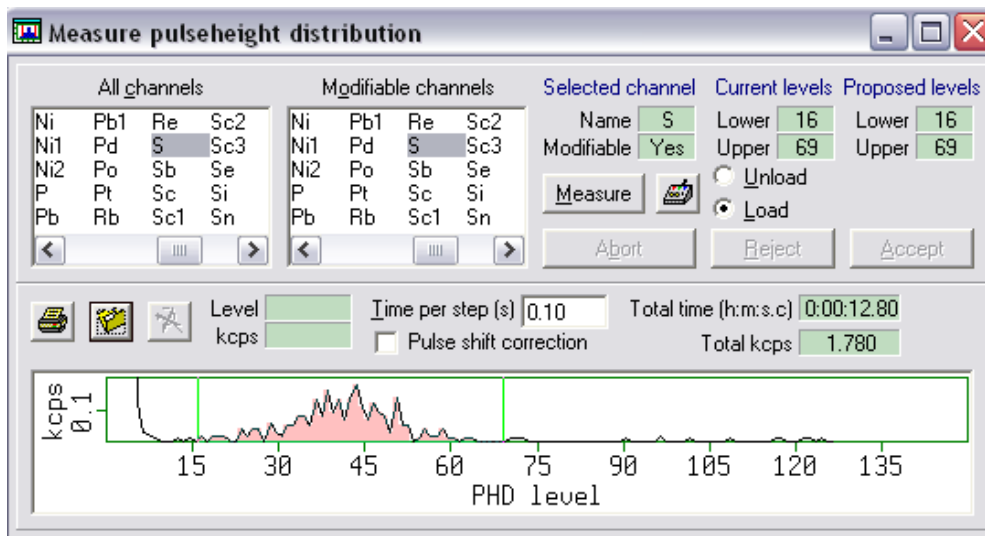 Measure pulseheight distribution
All channels Modifiable channels Selected channel Current levels Proposed levels
Ni Pb1 Re Sc2 Ni Pb1 Re Sc2 Name S Lower 16 Lower 16
Ni1 Pd S Sc3 Ni1 Pd S Sc3 Modifiable Yes Upper 69 Upper 69
Ni2 Po Sb Se Ni2 Po Sb Se Unload
P Pt Sc Si P Pt Sc Si Measure Load
Pb Rb Sc1 Sn Pb Rb Sc1 Sn
Abort Reject Accept
Level Time per step (s) 0.10 Total time (h:m:s.c) 0:00:12.80
kcps Pulse shift correction Total kcps 1.780
kcps
0.1
15 30 45 60 75 90 105 120 135
PHD level